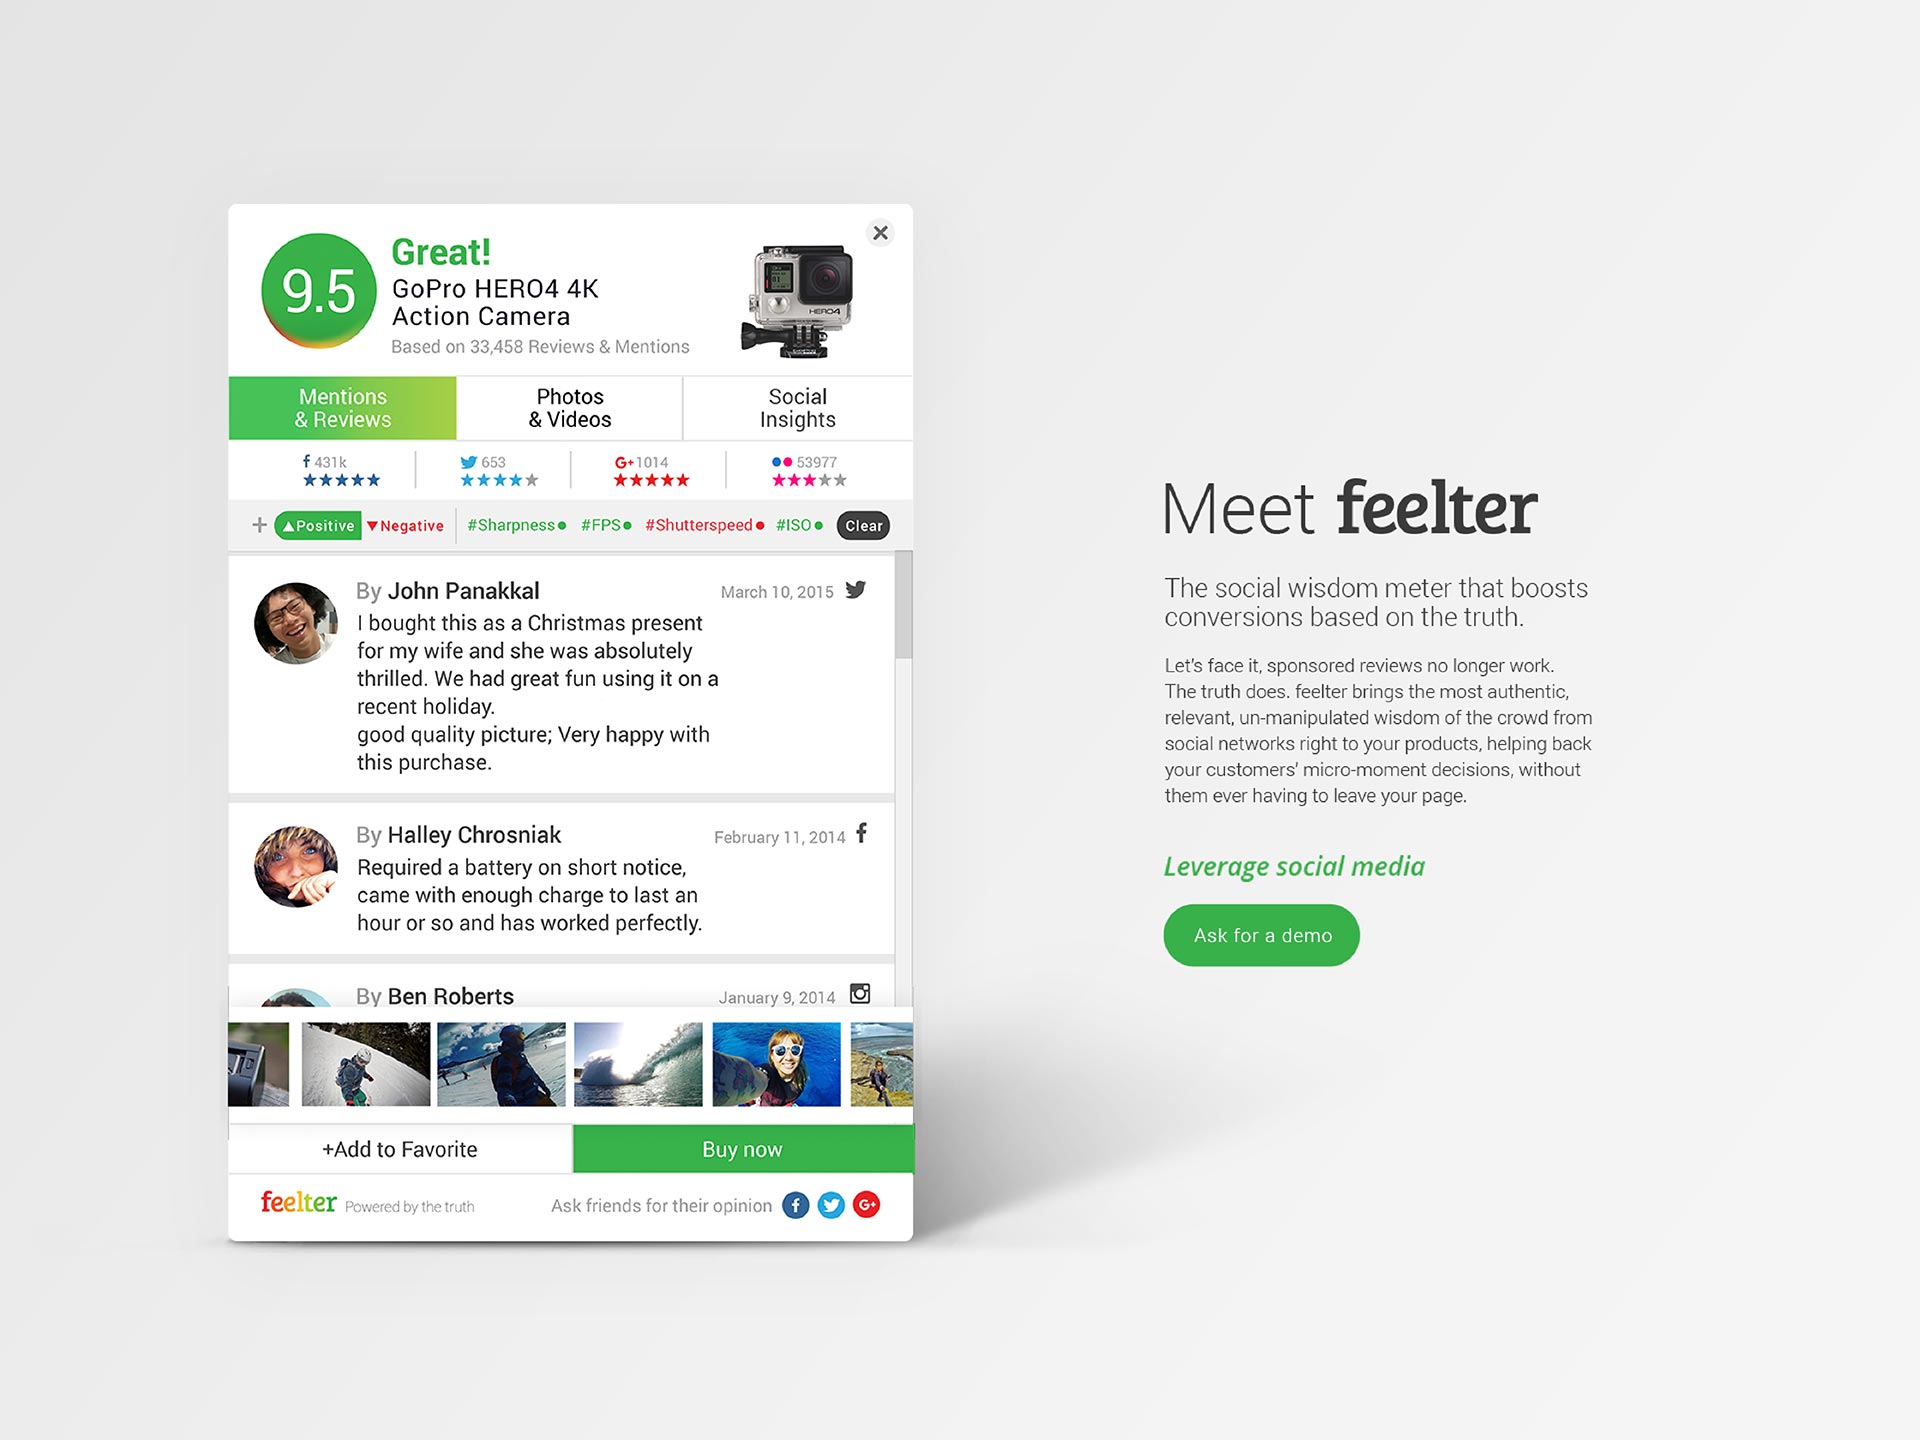 9.5
Great!
GoPro HERO4 4K
Action Camera
Based on 33,458 Reviews & Mentions
HERO4
Mentions
& Reviews
Photos
& Videos
Social
Insights
431k
653
G+ 1014
53977
+ Positive Negative #Sharpness #FPS #Shutterspeed #ISO Clear
By John Panakkal March 10, 2015
I bought this as a Christmas present
for my wife and she was absolutely
thrilled. We had great fun using it on a
recent holiday.
good quality picture; Very happy with
this purchase.
By Halley Chrosniak February 11, 2014
Required a battery on short notice,
came with enough charge to last an
hour or so and has worked perfectly.
By Ben Roberts January 9, 2014
+Add to Favorite
Buy now
feelter Powered by the truth
Ask friends for their opinion
G+
Meet feelter
The social wisdom meter that boosts
conversions based on the truth.
Let's face it, sponsored reviews no longer work.
The truth does. feelter brings the most authentic,
relevant, un-manipulated wisdom of the crowd from
social networks right to your products, helping back
your customers' micro-moment decisions, without
them ever having to leave your page.
Leverage social media
Ask for a demo